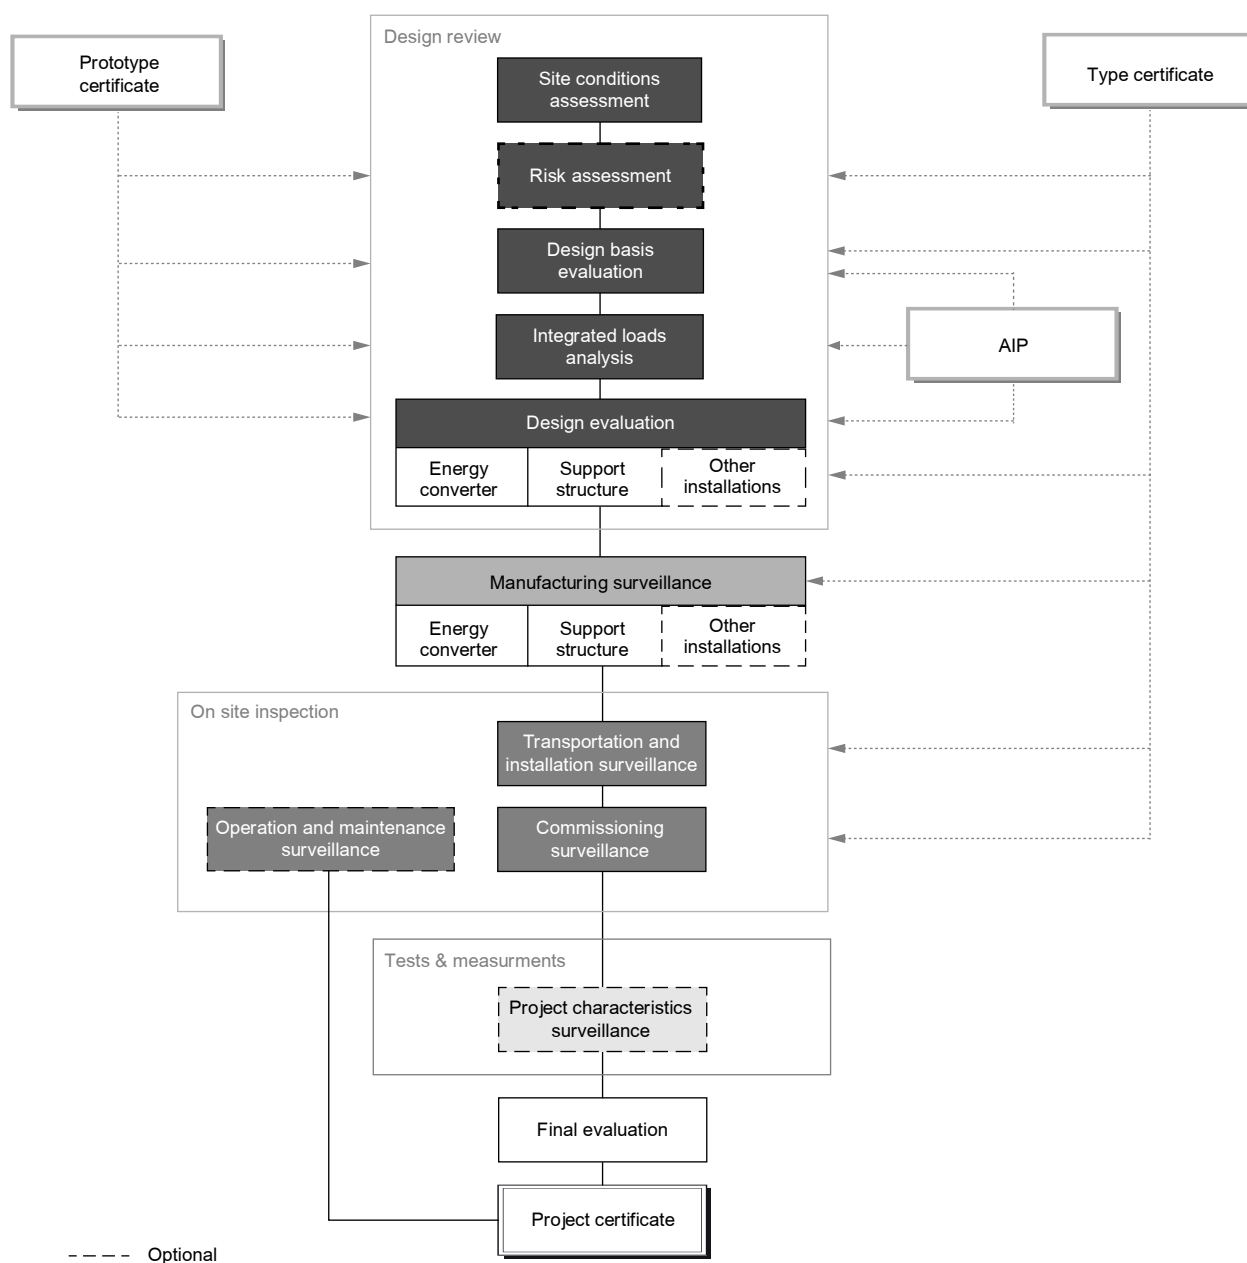 Design review
Prototype
certificate
Type certificate
Site conditions
assessment
Risk assessment
Design basis
evaluation
Integrated loads
analysis
AIP
Design evaluation
Energy
converter
Support
structure
Other
installations
Manufacturing surveillance
Energy
converter
Support
structure
Other
installations
On site inspection
Transportation and
installation surveillance
Operation and maintenance
surveillance
Commissioning
surveillance
Tests & measurments
Project characteristics
surveillance
Final evaluation
Project certificate
Optional